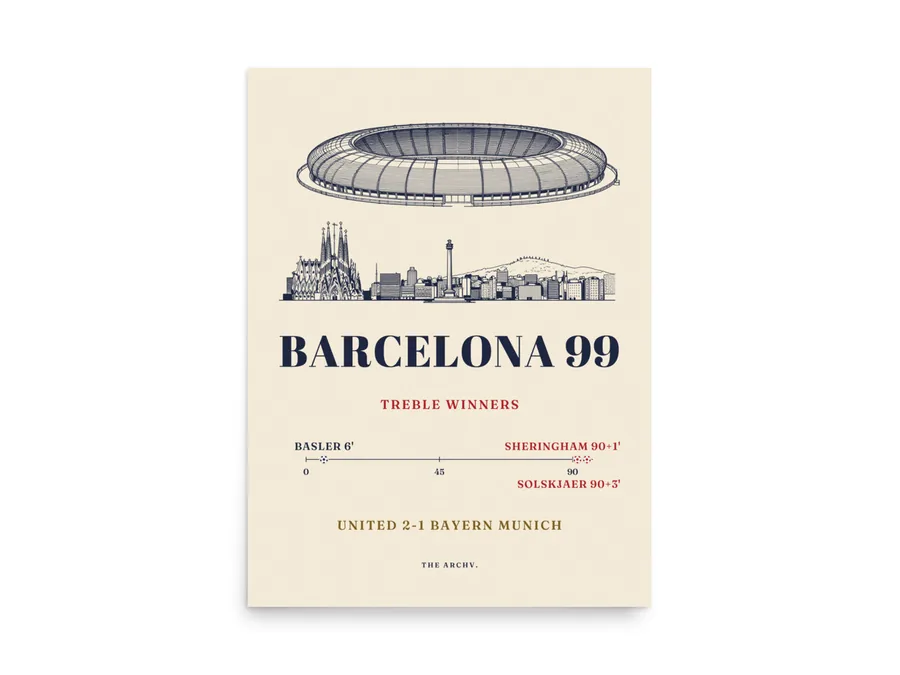 BARCELONA 99
TREBLE WINNERS
BASLER 6'
SHERINGHAM 90+1'
0
45
90
SOLSKJAER 90+3'
UNITED 2-1 BAYERN MUNICH
THE ARCHV.